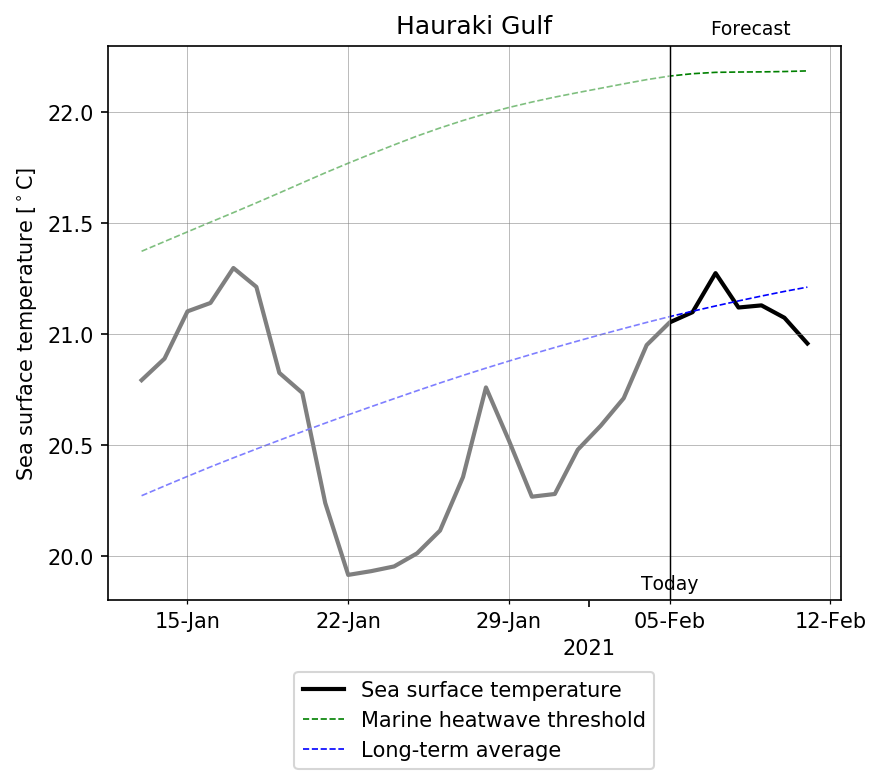 Hauraki Gulf
Forecast
Sea surface temperature [°C]
22.0
21.5
21.0
20.5
20.0
Today
15-Jan
22-Jan
29-Jan
05-Feb
12-Feb
2021
Sea surface temperature
Marine heatwave threshold
Long-term average